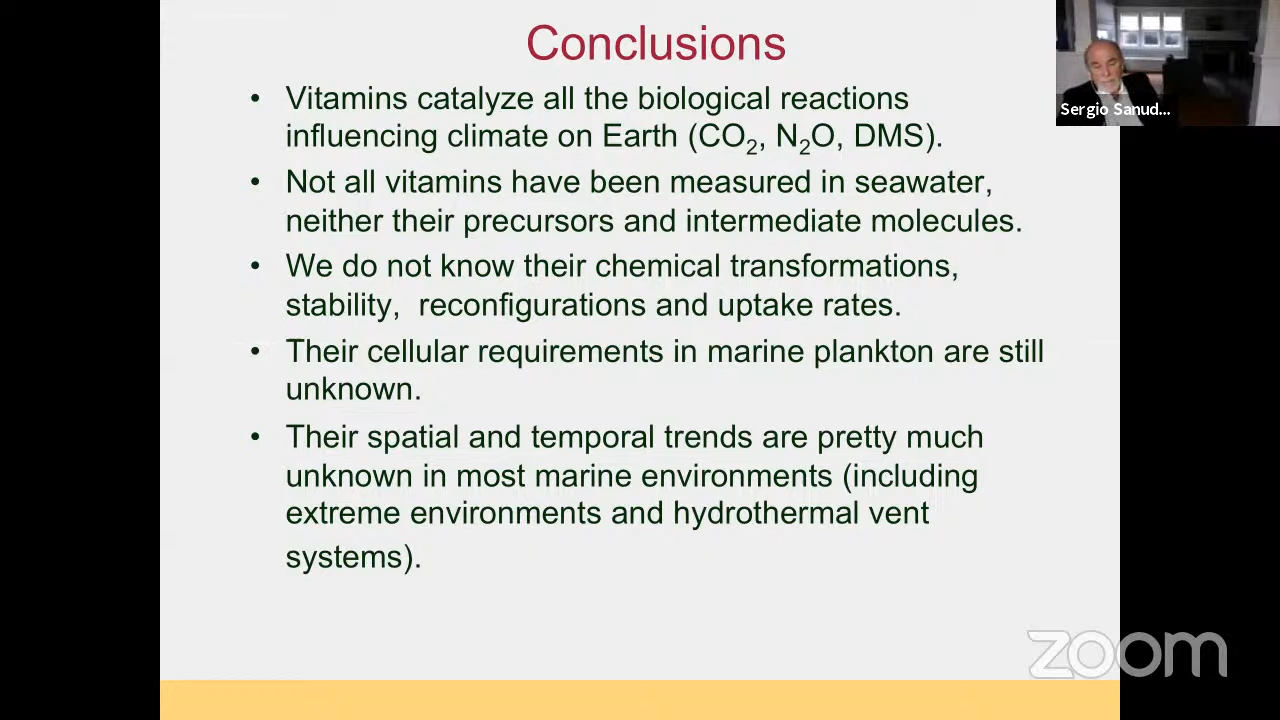 Conclusions
• Vitamins catalyze all the biological reactions
influencing climate on Earth (CO₂, N₂O, DMS).
• Not all vitamins have been measured in seawater,
neither their precursors and intermediate molecules.
• We do not know their chemical transformations,
stability,  reconfigurations and uptake rates.
• Their cellular requirements in marine plankton are still
unknown.
• Their spatial and temporal trends are pretty much
unknown in most marine environments (including
extreme environments and hydrothermal vent
systems).
Sergio Sanud...
zoom